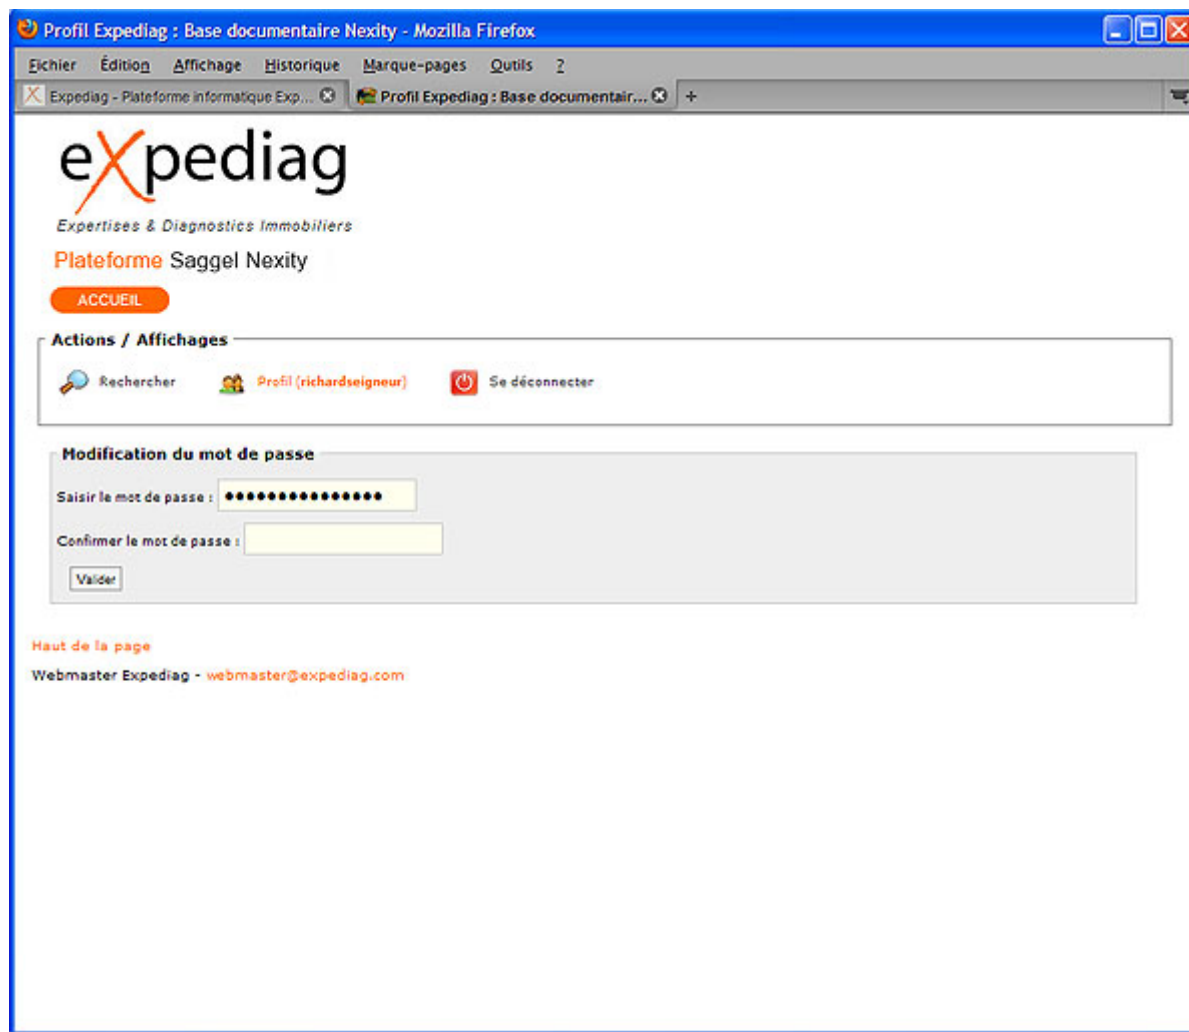 Profil Expediag : Base documentaire Nexity - Mozilla Firefox
Fichier Édition Affichage Historique Marque-pages Outils ?
Expediag - Plateforme informatique Exp... Profil Expediag : Base documentair... +
eXpediag
Expertises & Diagnostics Immobiliers
Plateforme Saggel Nexity
ACCUEIL
Actions / Affichages
Rechercher Profil (richardseigneur) Se déconnecter
Modification du mot de passe
Saisir le mot de passe : ●●●●●●●●●●●●●●●
Confirmer le mot de passe :
Valider
Haut de la page
Webmaster Expediag - webmaster@expediag.com